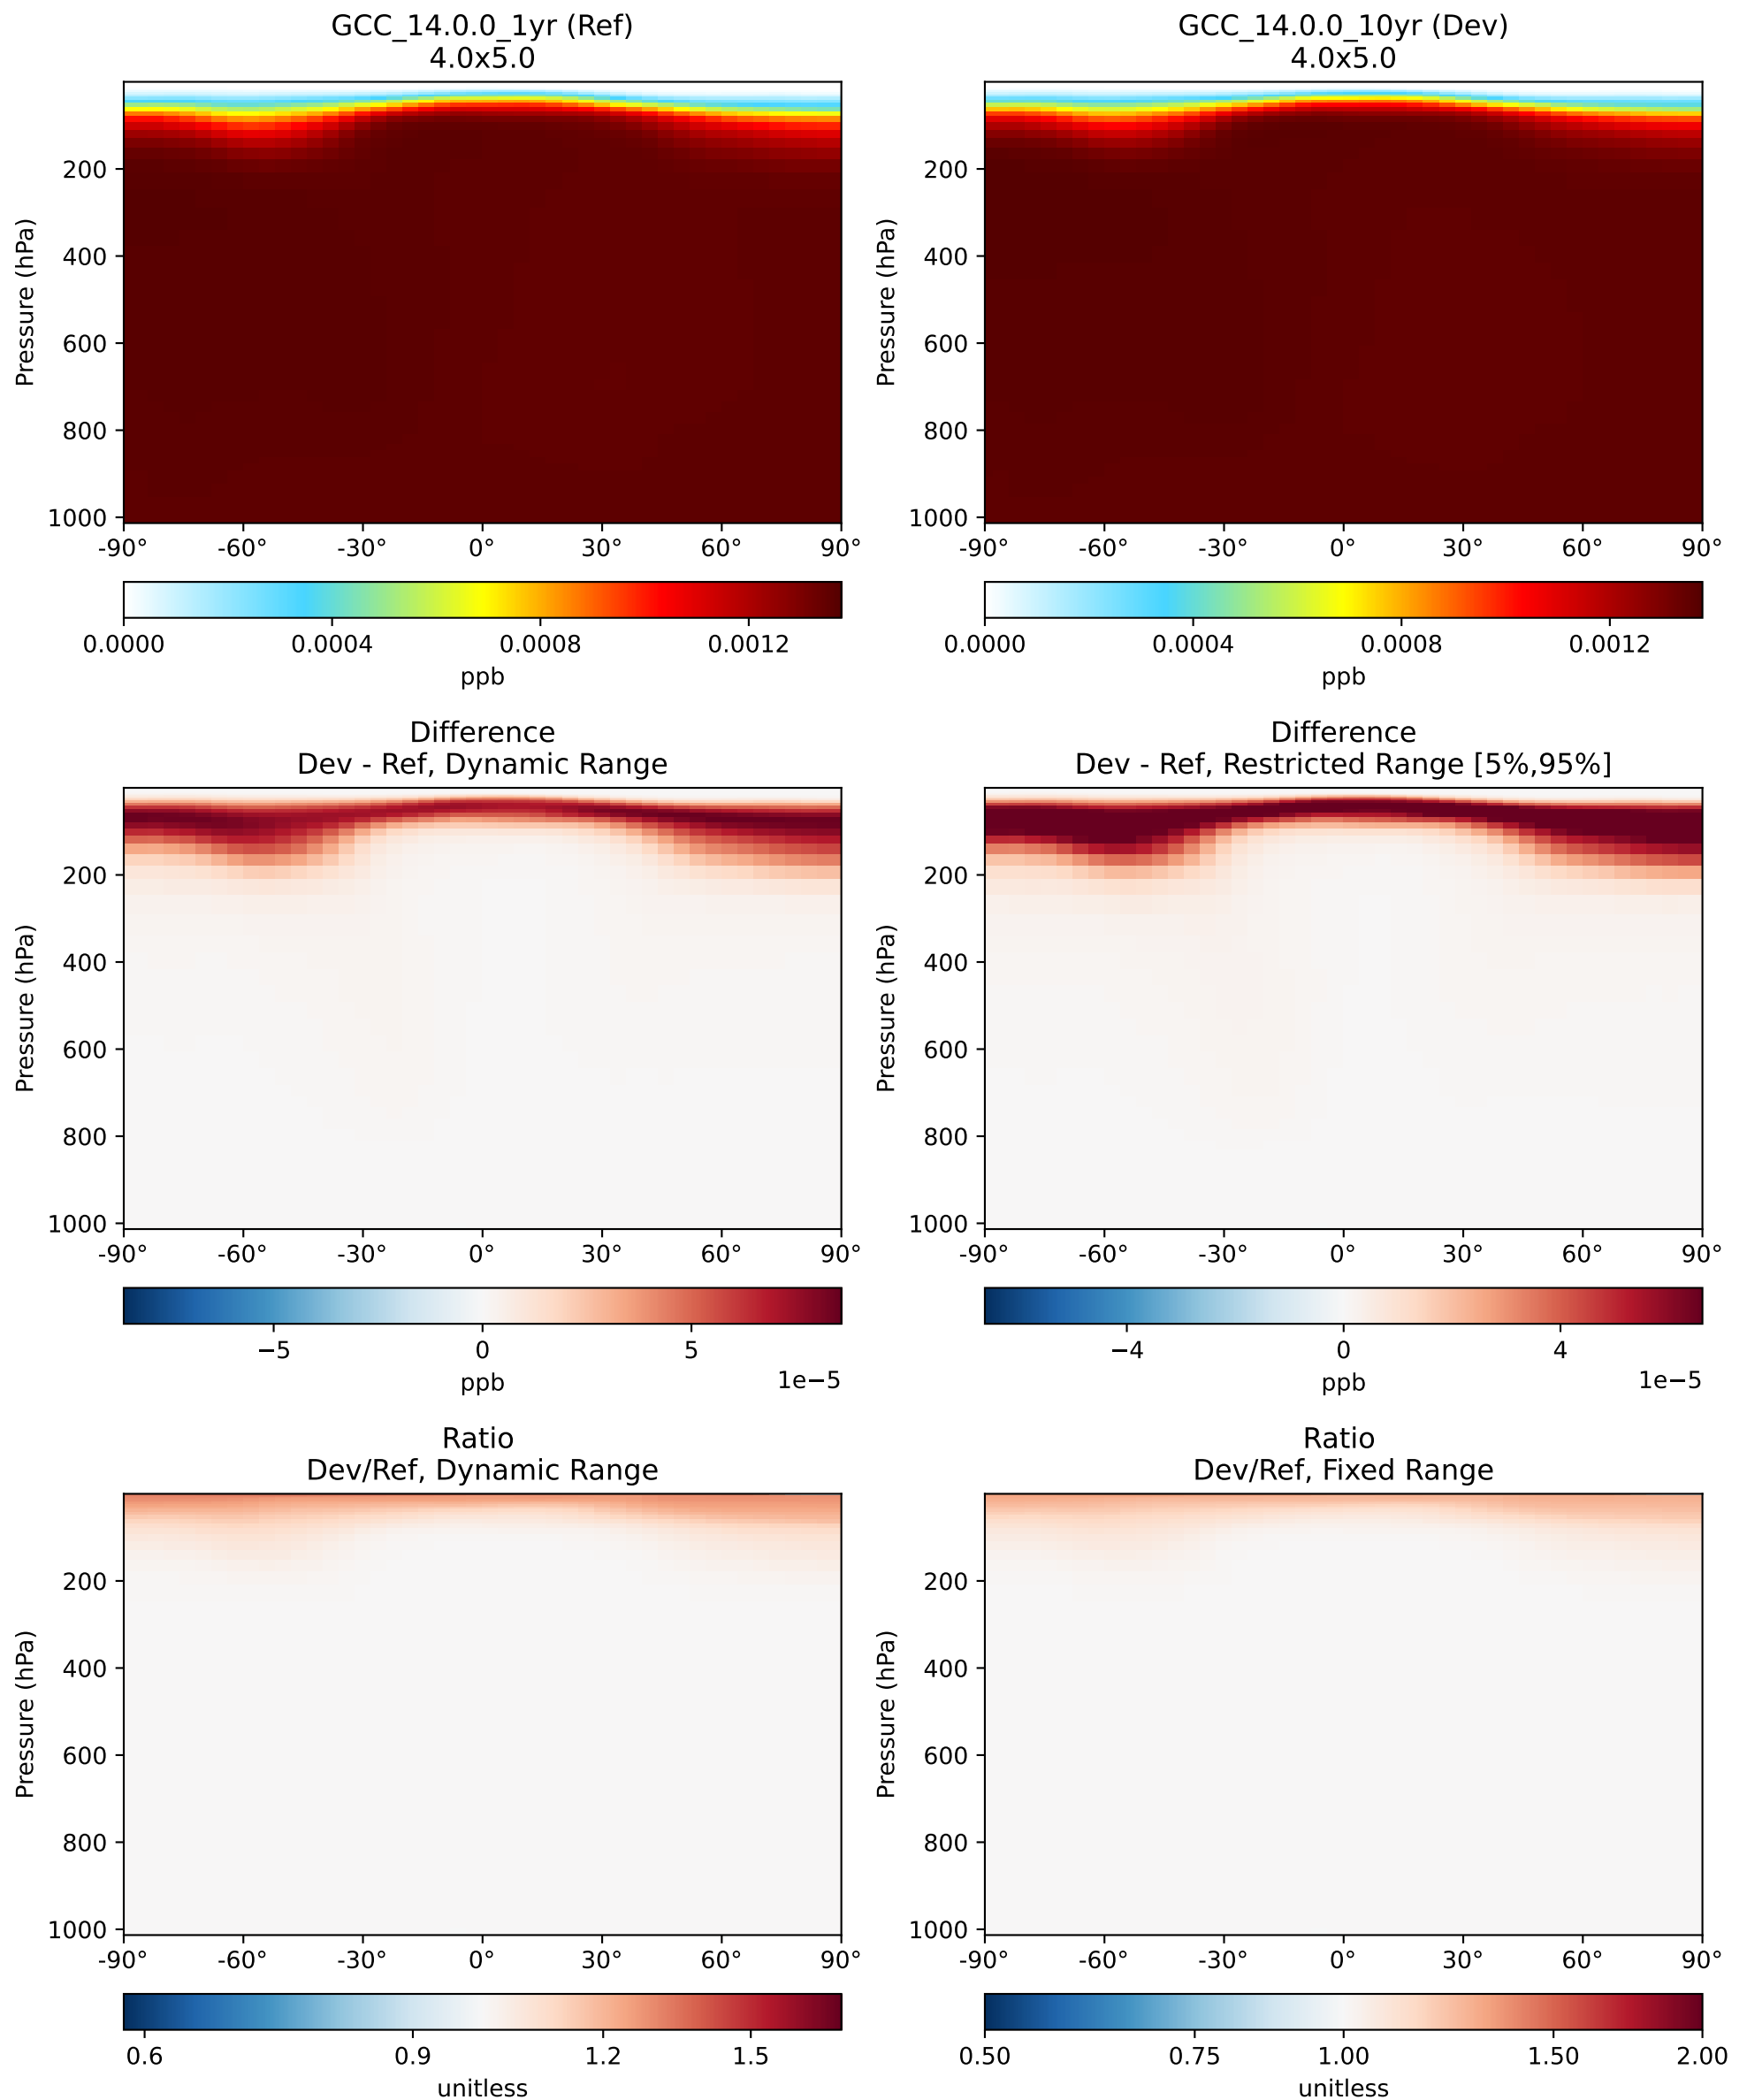 GCC_14.0.0_1yr (Ref)
4.0x5.0
GCC_14.0.0_10yr (Dev)
4.0x5.0
Pressure (hPa)
200
400
600
800
1000
-90° -60° -30° 0° 30° 60° 90°
0.0000 0.0004 0.0008 0.0012
ppb
Pressure (hPa)
200
400
600
800
1000
-90° -60° -30° 0° 30° 60° 90°
0.0000 0.0004 0.0008 0.0012
ppb
Difference
Dev - Ref, Dynamic Range
Pressure (hPa)
200
400
600
800
1000
-90° -60° -30° 0° 30° 60° 90°
−5 0 5
ppb
1e−5
Difference
Dev - Ref, Restricted Range [5%,95%]
Pressure (hPa)
200
400
600
800
1000
-90° -60° -30° 0° 30° 60° 90°
−4 0 4
ppb
1e−5
Ratio
Dev/Ref, Dynamic Range
Pressure (hPa)
200
400
600
800
1000
-90° -60° -30° 0° 30° 60° 90°
0.6 0.9 1.2 1.5
unitless
Ratio
Dev/Ref, Fixed Range
Pressure (hPa)
200
400
600
800
1000
-90° -60° -30° 0° 30° 60° 90°
0.50 0.75 1.00 1.50 2.00
unitless